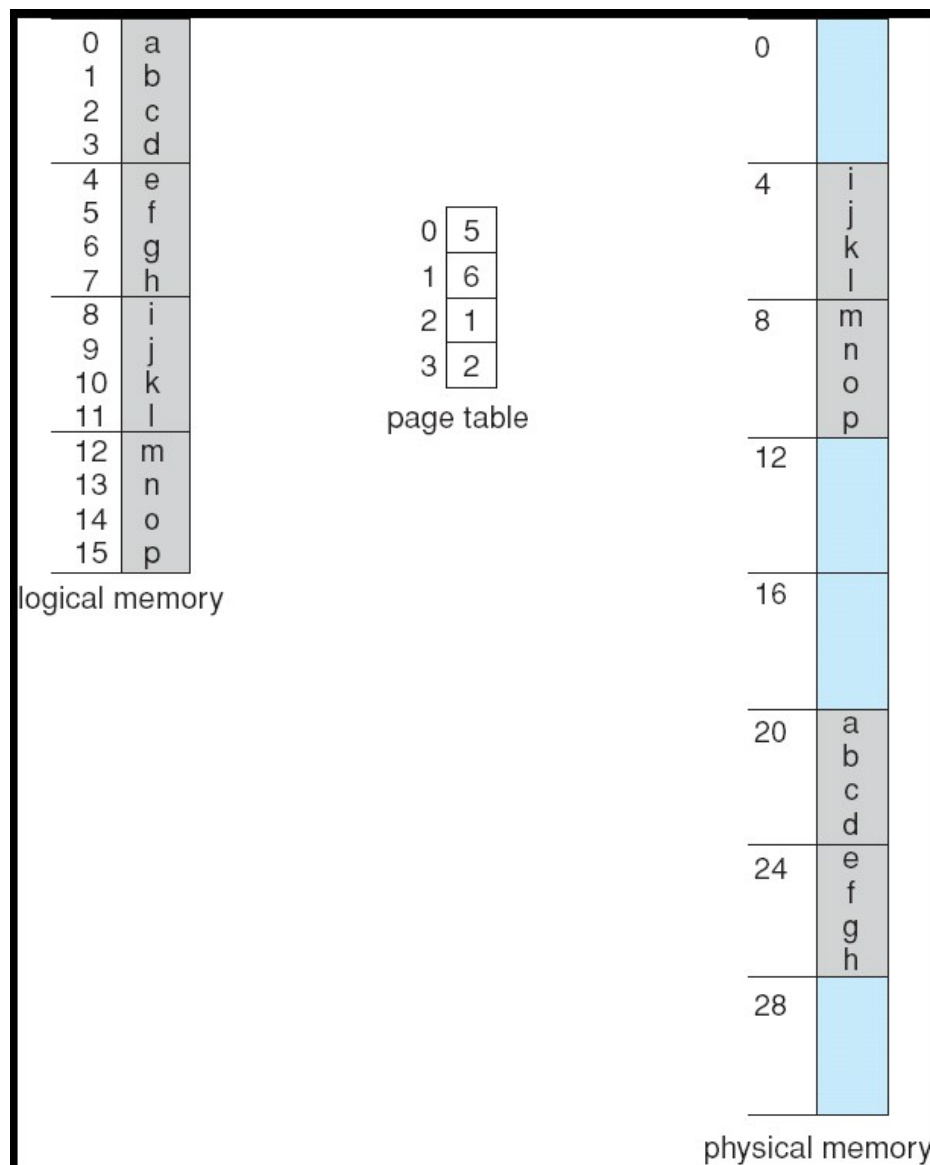 0 a
1 b
2 c
3 d
4 e
5 f
6 g
7 h
8 i
9 j
10 k
11 l
12 m
13 n
14 o
15 p
logical memory
0 5
1 6
2 1
3 2
page table
0
4 i
j
k
l
8 m
n
o
p
12
16
20 a
b
c
d
24 e
f
g
h
28
physical memory